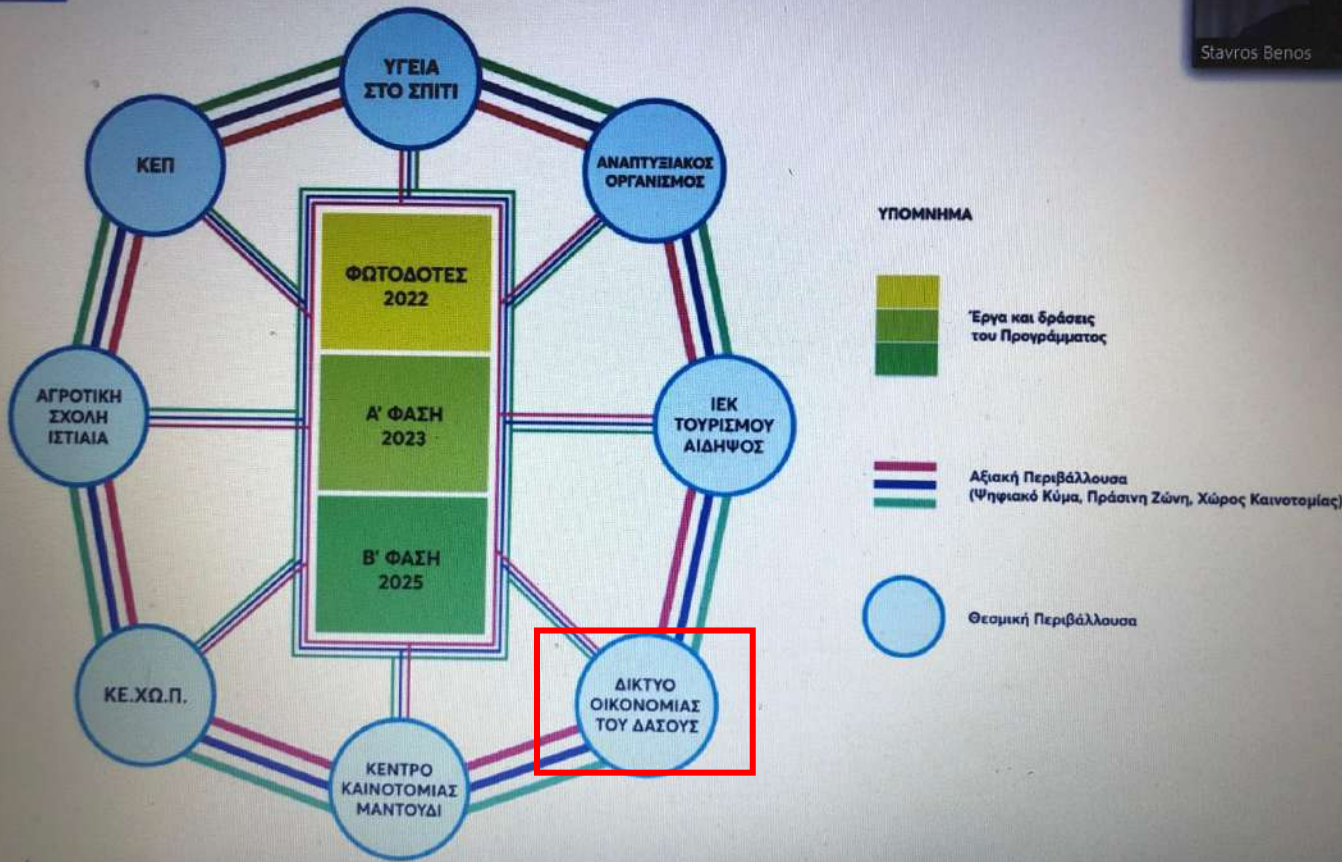 Stavros Benos
ΥΓΕΙΑ
ΣΤΟ ΣΠΙΤΙ
ΚΕΠ
ΑΝΑΠΤΥΞΙΑΚΟΣ
ΟΡΓΑΝΙΣΜΟΣ
ΦΩΤΟΔΟΤΕΣ
2022
ΑΓΡΟΤΙΚΗ
ΣΧΟΛΗ
ΙΣΤΙΑΙΑ
Α' ΦΑΣΗ
2023
ΙΕΚ
ΤΟΥΡΙΣΜΟΥ
ΑΙΔΗΨΟΣ
Β' ΦΑΣΗ
2025
ΚΕ.ΧΩ.Π.
ΔΙΚΤΥΟ
ΟΙΚΟΝΟΜΙΑΣ
ΤΟΥ ΔΑΣΟΥΣ
ΚΕΝΤΡΟ
ΚΑΙΝΟΤΟΜΙΑΣ
ΜΑΝΤΟΥΔΙ
ΥΠΟΜΝΗΜΑ
Έργα και δράσεις
του Προγράμματος
Αξιακή Περιβάλλουσα
(Ψηφιακό Κύμα, Πράσινη Ζώνη, Χώρος Καινοτομίας)
Θεσμική Περιβάλλουσα